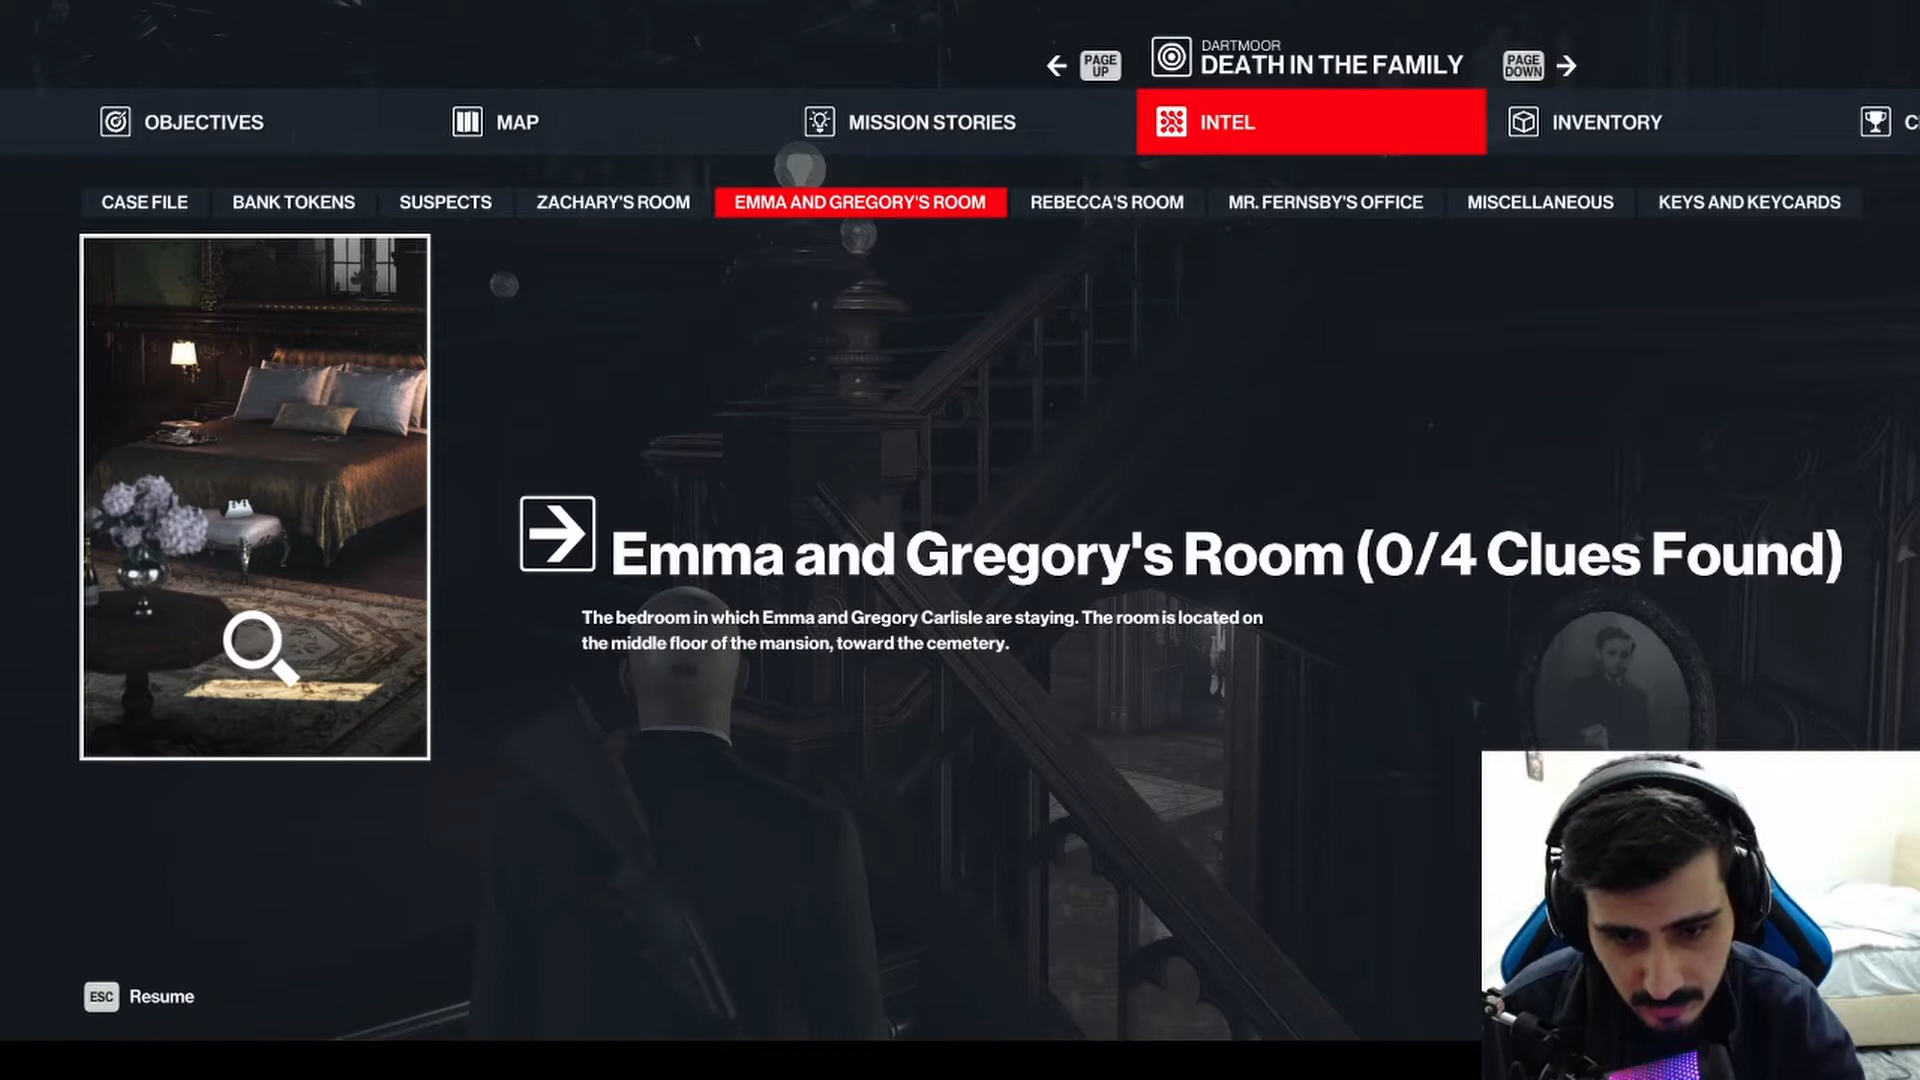 PAGE UP
DARTMOOR
DEATH IN THE FAMILY
PAGE DOWN
OBJECTIVES
MAP
MISSION STORIES
INTEL
INVENTORY
C
CASE FILE
BANK TOKENS
SUSPECTS
ZACHARY'S ROOM
EMMA AND GREGORY'S ROOM
REBECCA'S ROOM
MR. FERNSBY'S OFFICE
MISCELLANEOUS
KEYS AND KEYCARDS
Emma and Gregory's Room (0/4 Clues Found)
The bedroom in which Emma and Gregory Carlisle are staying. The room is located on
the middle floor of the mansion, toward the cemetery.
ESC Resume